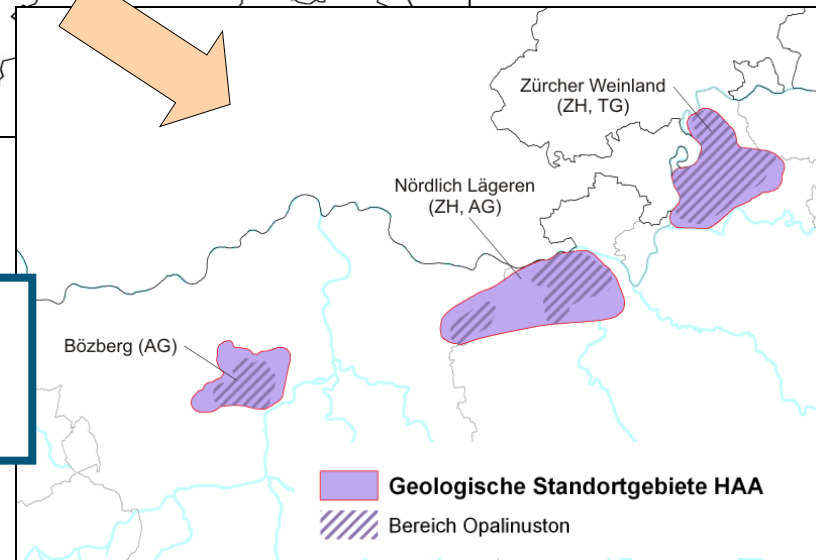 Zürcher Weinland
(ZH, TG)
Nördlich Lägeren
(ZH, AG)
Bözberg (AG)
Geologische Standortgebiete HAA
Bereich Opalinuston